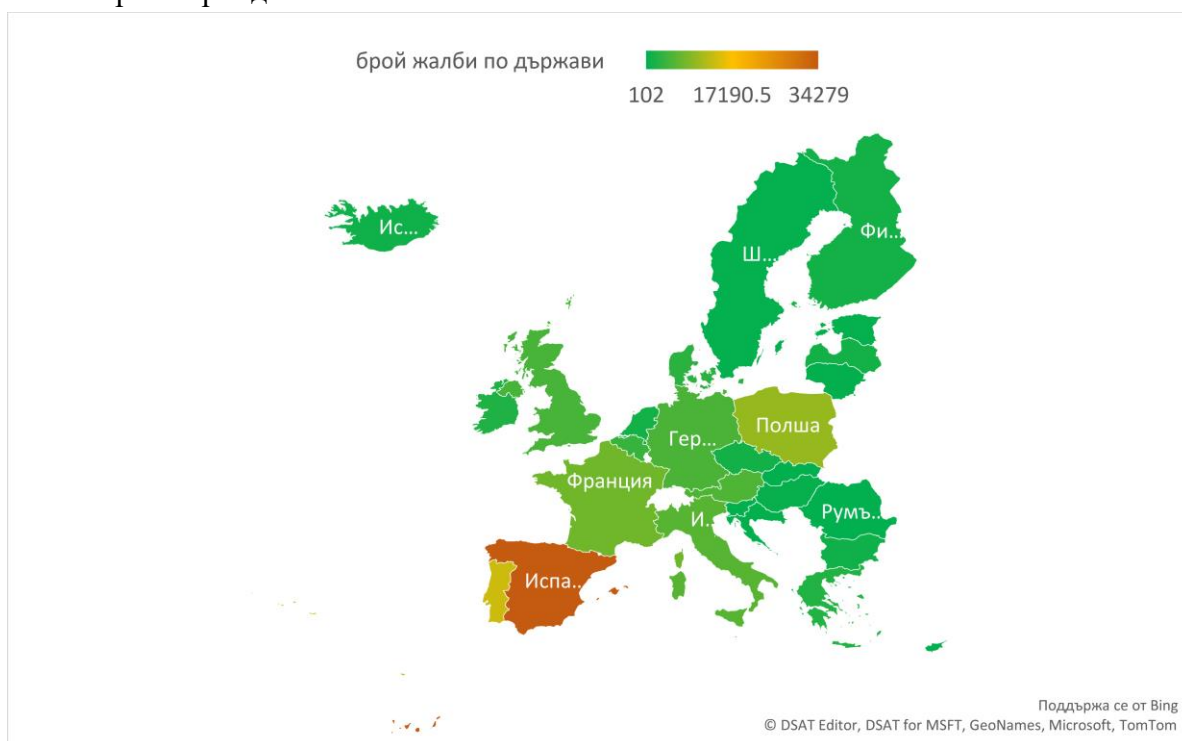 брой жалби по държави
102 17190.5 34279
Ис...
Фи...
Ш...
Полша
Гер...
Франция
И...
Румъ...
Испа...
Поддържа се от Bing
© DSAT Editor, DSAT for MSFT, GeoNames, Microsoft, TomTom